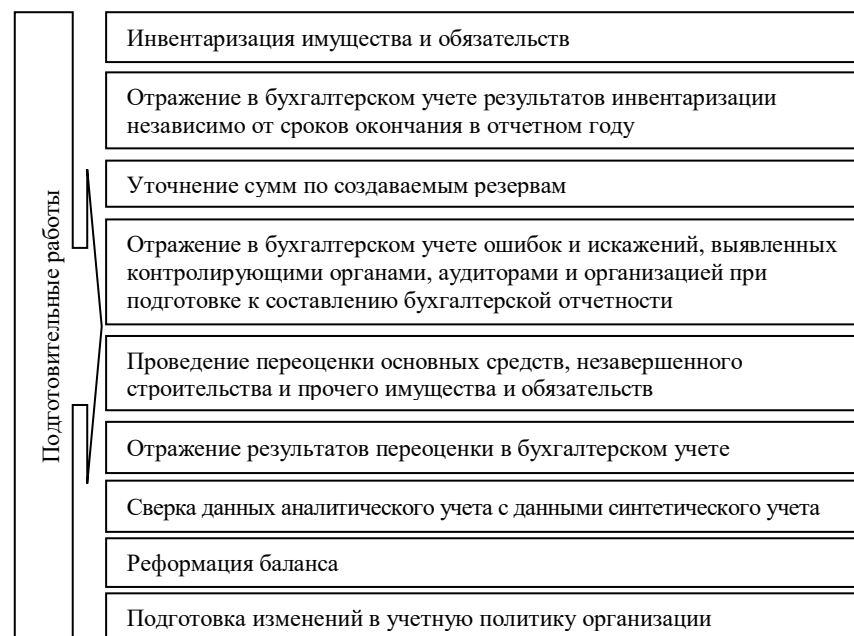 Подготовительные работы
Инвентаризация имущества и обязательств
Отражение в бухгалтерском учете результатов инвентаризации
независимо от сроков окончания в отчетном году
Уточнение сумм по создаваемым резервам
Отражение в бухгалтерском учете ошибок и искажений, выявленных
контролирующими органами, аудиторами и организацией при
подготовке к составлению бухгалтерской отчетности
Проведение переоценки основных средств, незавершенного
строительства и прочего имущества и обязательств
Отражение результатов переоценки в бухгалтерском учете
Сверка данных аналитического учета с данными синтетического учета
Реформация баланса
Подготовка изменений в учетную политику организации